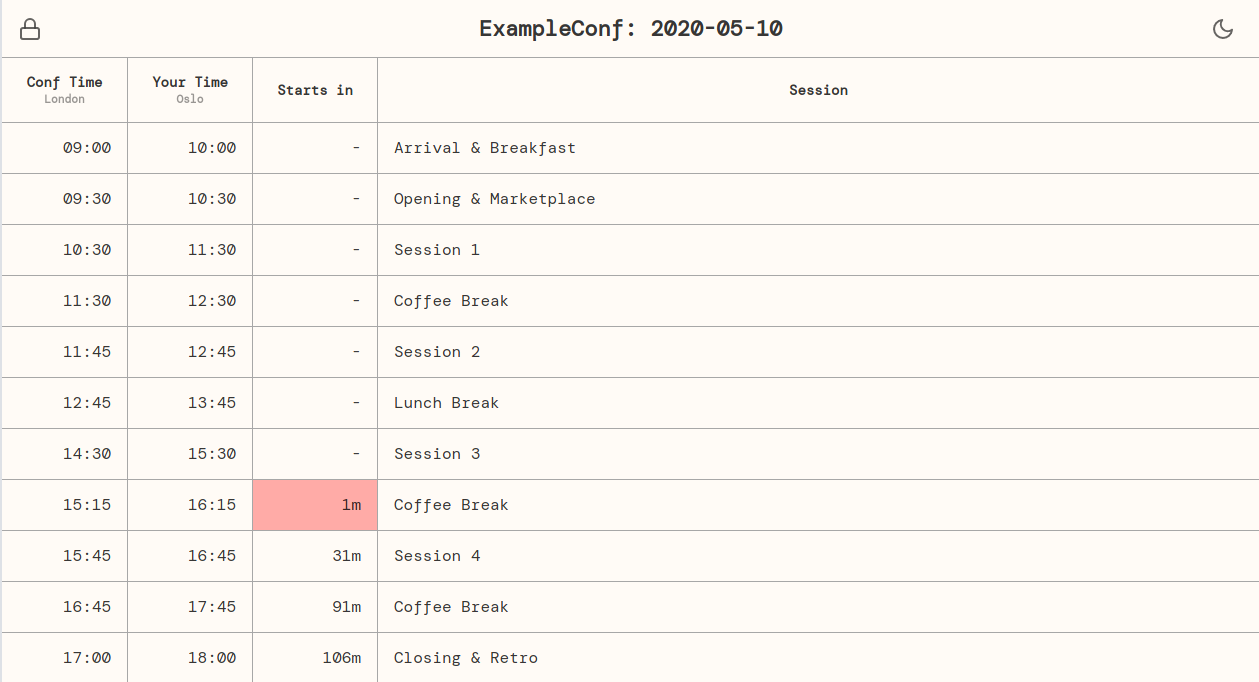 ExampleConf: 2020-05-10
Conf Time Your Time Starts in Session
London Oslo
09:00 10:00 - Arrival & Breakfast
09:30 10:30 - Opening & Marketplace
10:30 11:30 - Session 1
11:30 12:30 - Coffee Break
11:45 12:45 - Session 2
12:45 13:45 - Lunch Break
14:30 15:30 - Session 3
15:15 16:15 1m Coffee Break
15:45 16:45 31m Session 4
16:45 17:45 91m Coffee Break
17:00 18:00 106m Closing & Retro